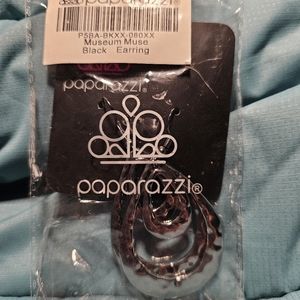 paparazzi
P5BA-BKXX-080XX
Museum Muse
Black Earring
paparazzi®
paparazzi®